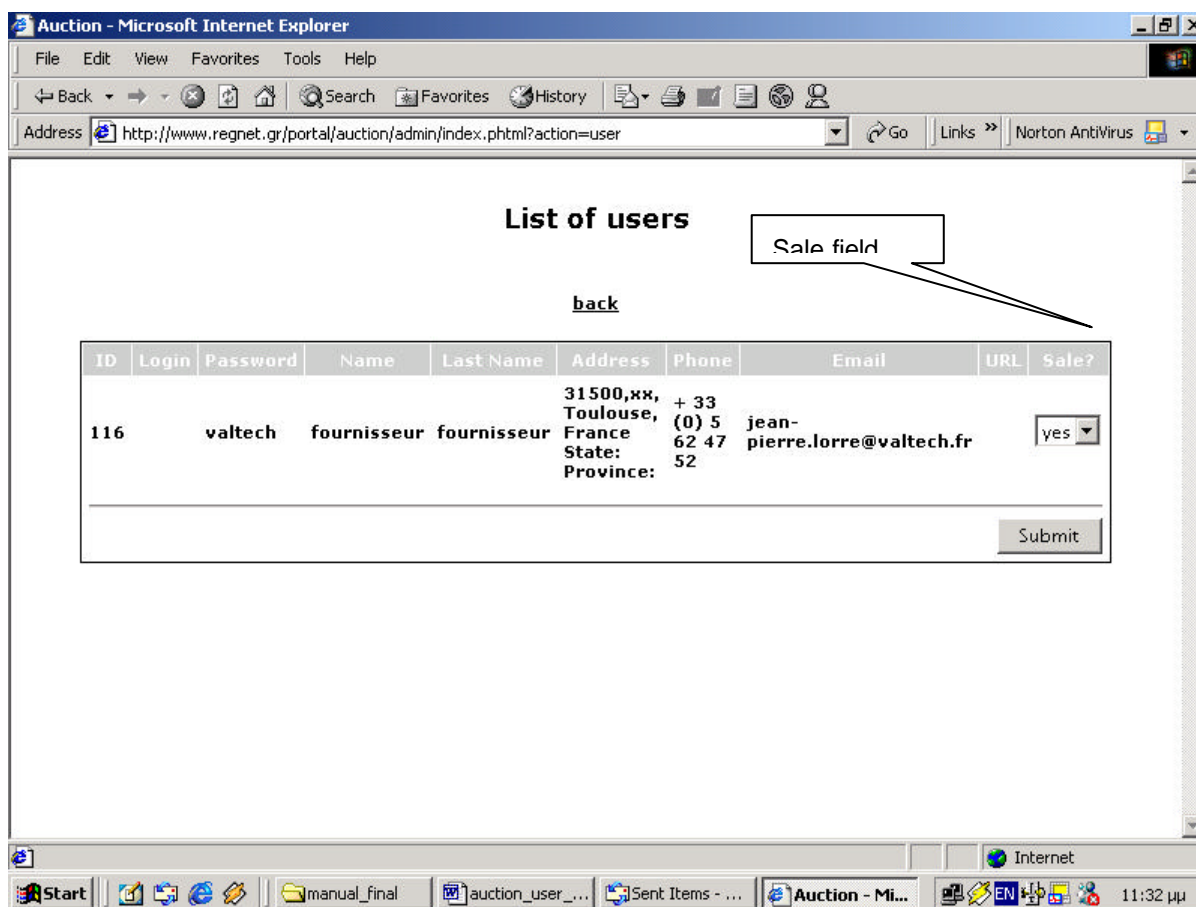 Auction - Microsoft Internet Explorer
File Edit View Favorites Tools Help
Back Search Favorites History
Address http://www.regnet.gr/portal/auction/admin/index.phtml?action=user Go Links » Norton AntiVirus
List of users
Sale field
back
ID Login Password Name Last Name Address Phone Email URL Sale?
116 valtech fournisseur fournisseur 31500,xx, Toulouse, France State: Province: + 33 (0) 5 62 47 52 jean-pierre.lorre@valtech.fr yes
Submit
Internet
Start manual_final auction_user_... Sent Items - ... Auction - Mi... EN 11:32 μμ